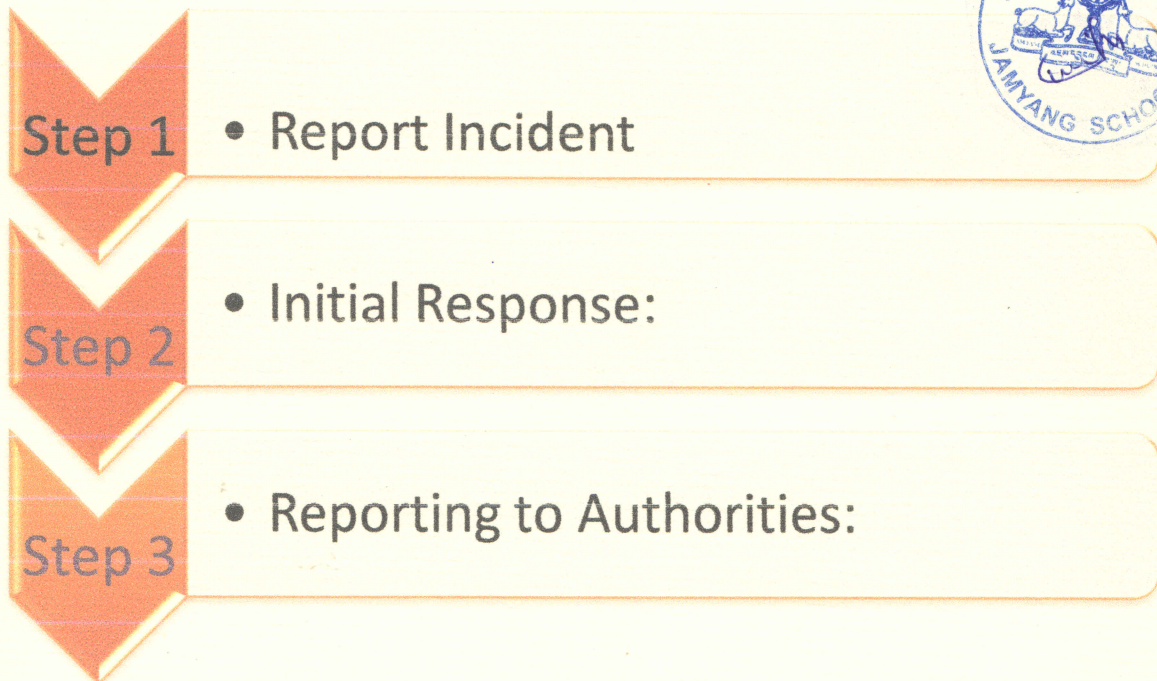 Step 1
• Report Incident
JAMYANG SCHO
Step 2
• Initial Response:
Step 3
• Reporting to Authorities: